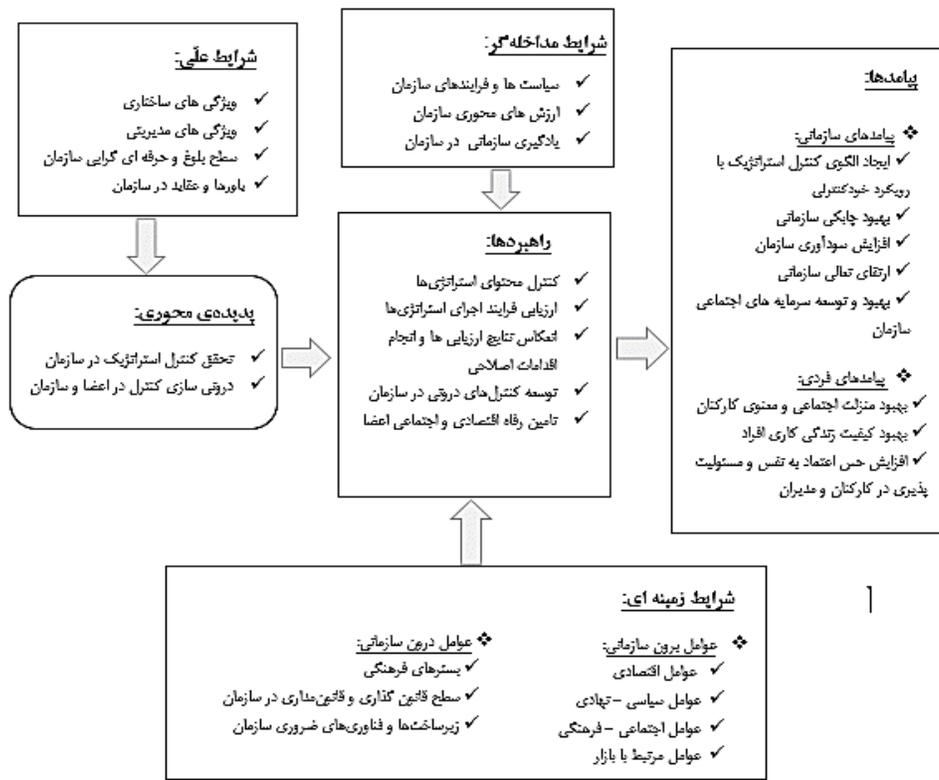 شرایط علّی:
✓ ویژگی های ساختاری
✓ ویژگی های مدیریتی
✓ سطح بلوغ و حرفه ای گرایی سازمان
✓ باورها و عقاید در سازمان
شرایط مداخله‌گر:
✓ سیاست ها و فرایندهای سازمان
✓ ارزش های محوری سازمان
✓ یادگیری سازمانی در سازمان
پدیده‌ی محوری:
✓ تحقق کنترل استراتژیک در سازمان
✓ درونی سازی کنترل در اعضا و سازمان
راهبردها:
✓ کنترل محتوای استراتژی‌ها
✓ ارزیابی فرایند اجرای استراتژی‌ها
✓ انعکاس نتایج ارزیابی ها و انجام
اقدامات اصلاحی
✓ توسعه کنترل‌های درونی در سازمان
✓ تامین رفاه اقتصادی و اجتماعی اعضا
پیامدها:
❖ پیامدهای سازمانی:
✓ ایجاد الگوی کنترل استراتژیک با
رویکرد خودکنترلی
✓ بهبود چابکی سازمانی
✓ افزایش سودآوری سازمان
✓ ارتقای تعالی سازمانی
✓ بهبود و توسعه سرمایه های اجتماعی
سازمان
❖ پیامدهای فردی:
✓ بهبود منزلت اجتماعی و معنوی کارکنان
✓ بهبود کیفیت زندگی کاری افراد
✓ افزایش حس اعتماد به نفس و مسئولیت
پذیری در کارکنان و مدیران
شرایط زمینه ای:
❖ عوامل برون سازمانی:
✓ عوامل اقتصادی
✓ عوامل سیاسی – نهادی
✓ عوامل اجتماعی – فرهنگی
✓ عوامل مرتبط با بازار
❖ عوامل درون سازمانی:
✓ بسترهای فرهنگی
✓ سطح قانون گذاری و قانون‌مداری در سازمان
✓ زیرساخت‌ها و فناوری‌های ضروری سازمان